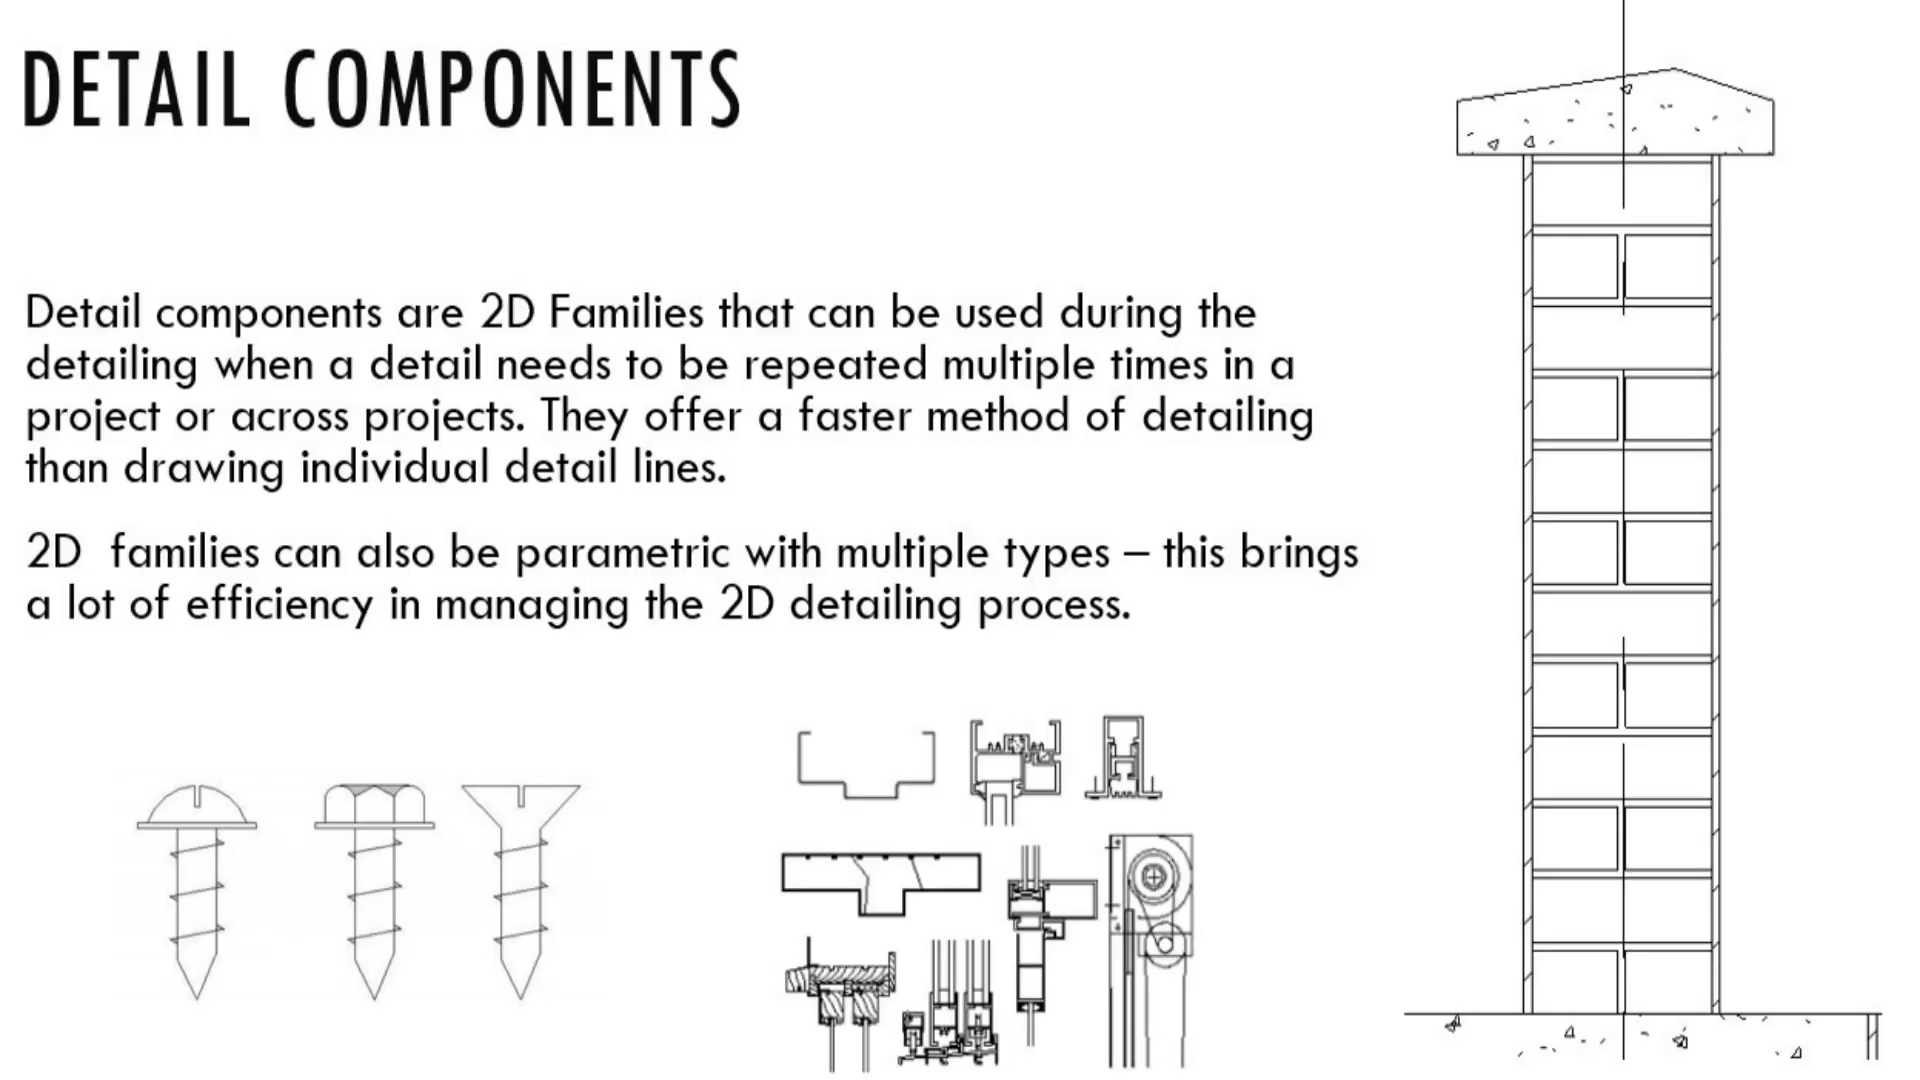 DETAIL COMPONENTS
Detail components are 2D Families that can be used during the
detailing when a detail needs to be repeated multiple times in a
project or across projects. They offer a faster method of detailing
than drawing individual detail lines.
2D  families can also be parametric with multiple types – this brings
a lot of efficiency in managing the 2D detailing process.